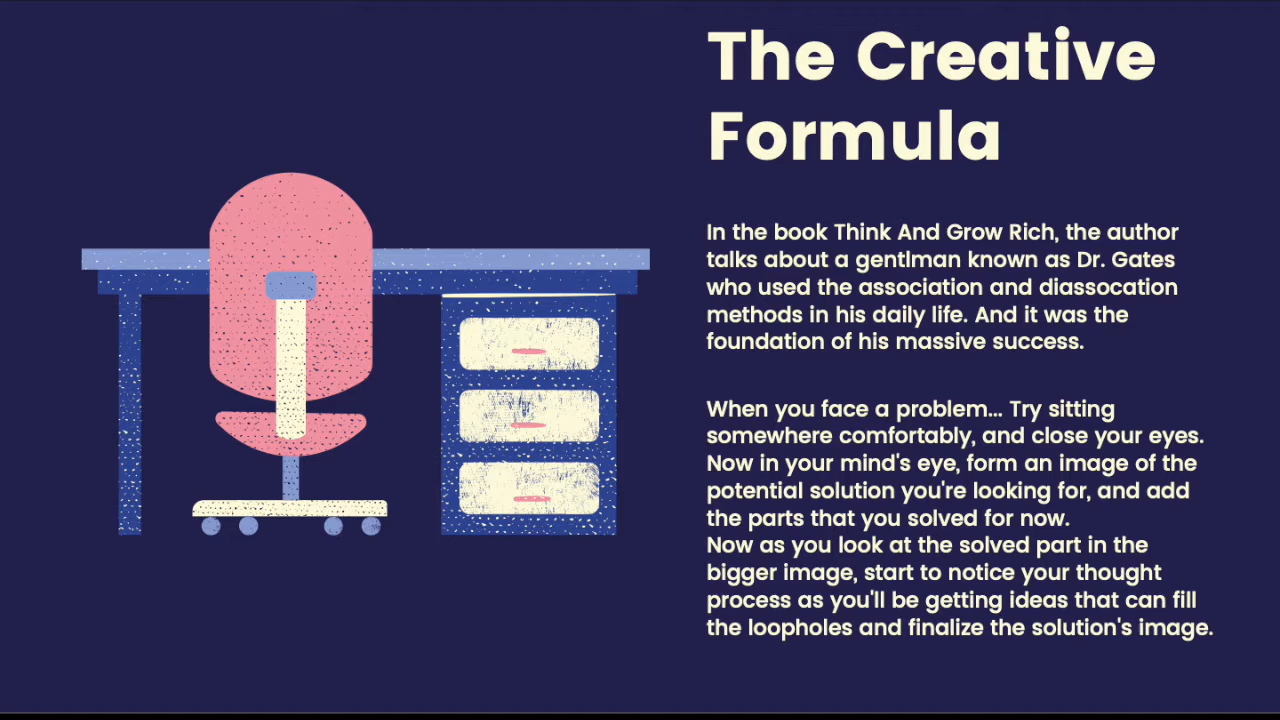 The Creative
Formula
In the book Think And Grow Rich, the author
talks about a gentlman known as Dr. Gates
who used the association and diassocation
methods in his daily life. And it was the
foundation of his massive success.
When you face a problem... Try sitting
somewhere comfortably, and close your eyes.
Now in your mind's eye, form an image of the
potential solution you're looking for, and add
the parts that you solved for now.
Now as you look at the solved part in the
bigger image, start to notice your thought
process as you'll be getting ideas that can fill
the loopholes and finalize the solution's image.